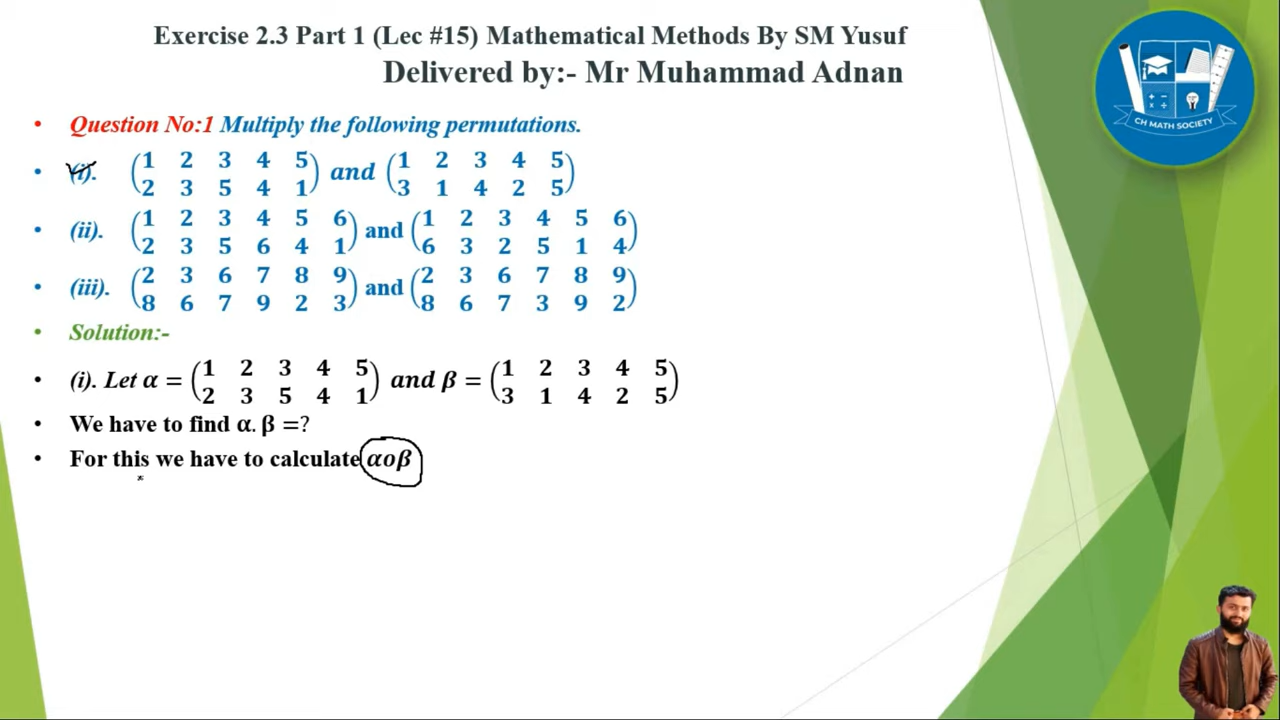 Exercise 2.3 Part 1 (Lec #15) Mathematical Methods By SM Yusuf
Delivered by:- Mr Muhammad Adnan
CH MATH SOCIETY
• Question No:1 Multiply the following permutations.
• (i). (1 2 3 4 5 / 2 3 5 4 1) and (1 2 3 4 5 / 3 1 4 2 5)
• (ii). (1 2 3 4 5 6 / 2 3 5 6 4 1) and (1 2 3 4 5 6 / 6 3 2 5 1 4)
• (iii). (2 3 6 7 8 9 / 8 6 7 9 2 3) and (2 3 6 7 8 9 / 8 6 7 3 9 2)
• Solution:-
• (i). Let α = (1 2 3 4 5 / 2 3 5 4 1) and β = (1 2 3 4 5 / 3 1 4 2 5)
• We have to find α. β =?
• For this we have to calculate αoβ